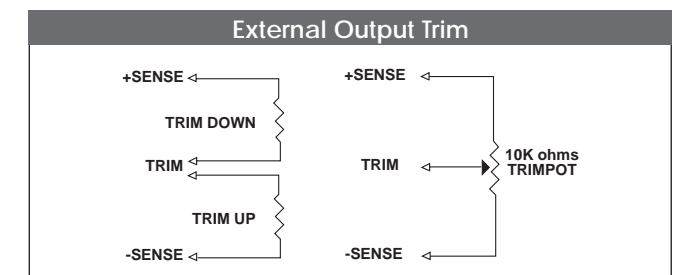 External Output Trim
+SENSE
TRIM DOWN
TRIM
TRIM UP
-SENSE
+SENSE
TRIM
10K ohms
TRIMPOT
-SENSE